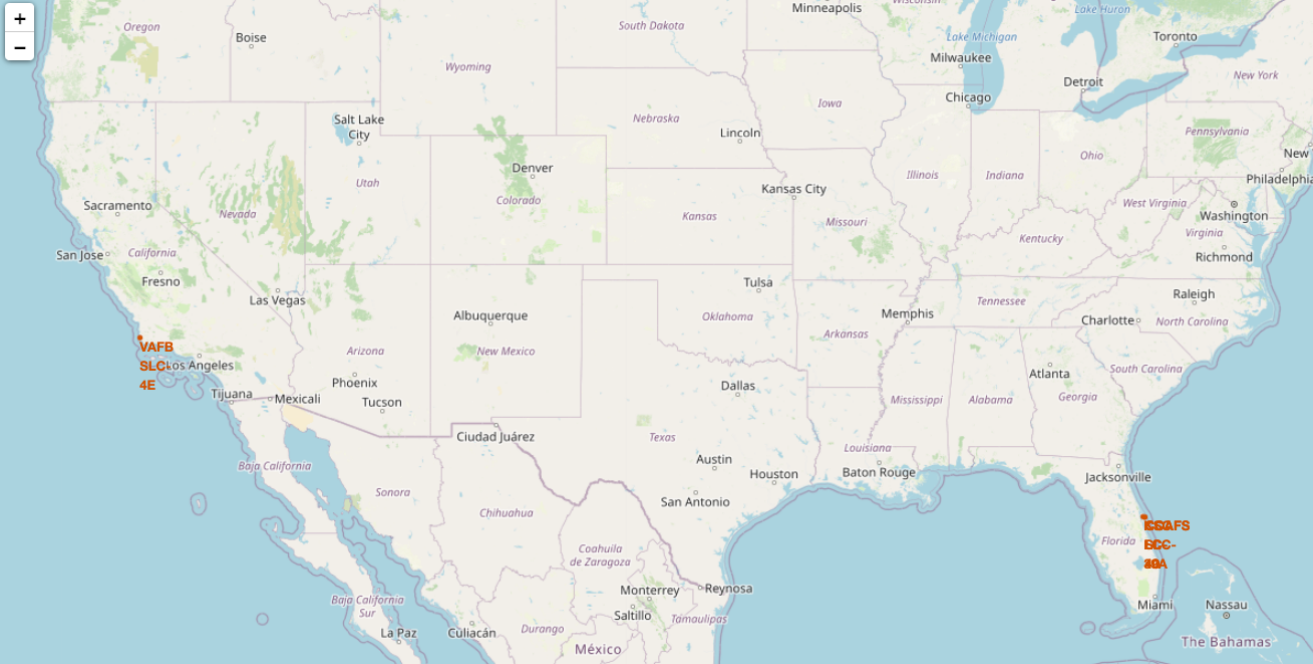 +
−
Oregon
Boise
South Dakota
Minneapolis
Wisconsin
Lake Huron
Lake Michigan
Toronto
Wyoming
Milwaukee
Detroit
New York
Chicago
Salt Lake
City
Iowa
Nebraska
Lincoln
Pennsylvania
New
Ohio
Denver
Utah
Colorado
Illinois
Indiana
Philadelphia
Kansas City
Sacramento
Nevada
Kansas
Missouri
West Virginia
Washington
Virginia
San Jose
California
Kentucky
Richmond
Fresno
Las Vegas
Tulsa
Raleigh
Tennessee
Albuquerque
Oklahoma
Memphis
Charlotte
North Carolina
Arkansas
VAFB
SLC-
4E
Los Angeles
Arizona
New Mexico
Phoenix
Dallas
Atlanta
South Carolina
Tijuana
Mexicali
Tucson
Mississippi
Alabama
Georgia
Ciudad Juárez
Texas
Louisiana
Baja California
Austin
Houston
Baton Rouge
Jacksonville
Sonora
San Antonio
Chihuahua
Florida
Coahuila
de Zaragoza
Monterrey
Reynosa
Miami
Nassau
Baja California
Sur
Saltillo
Tamaulipas
La Paz
Culiacán
Durango
México
The Bahamas